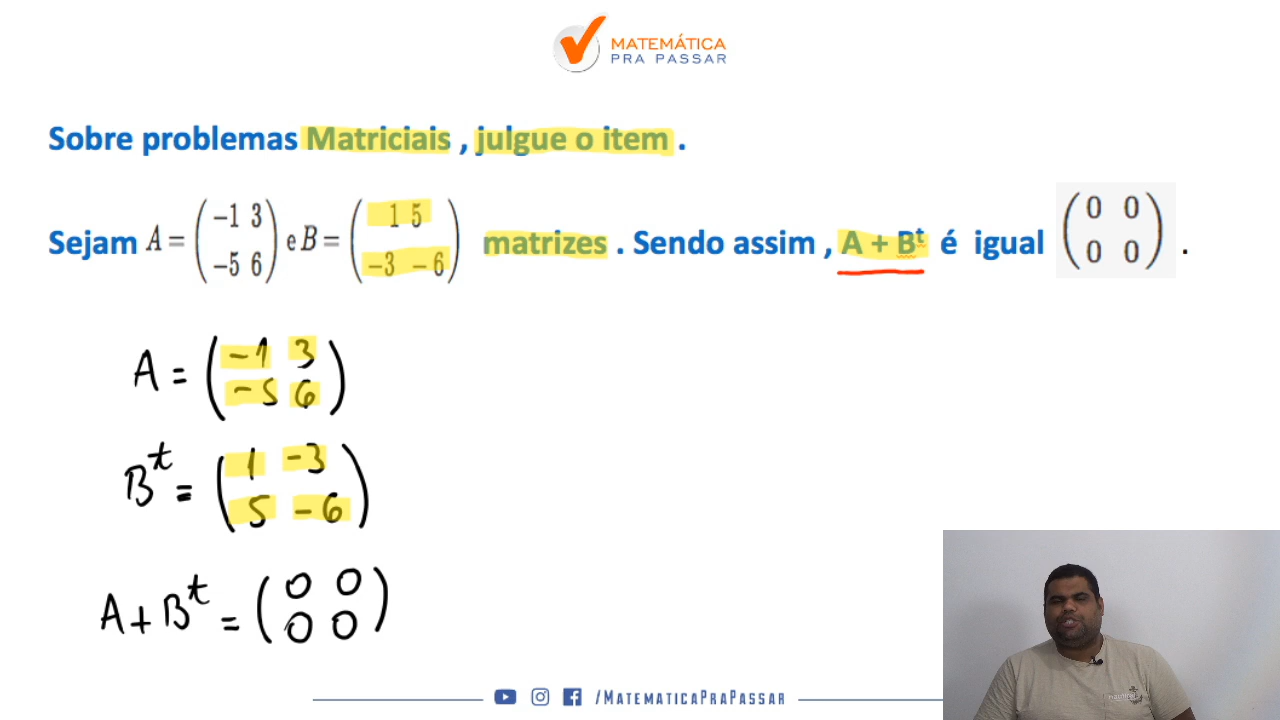 MATEMÁTICA
PRA PASSAR
Sobre problemas Matriciais , julgue o item .
Sejam A = (−1 3 −5 6) e B = (1 5 −3 −6) matrizes . Sendo assim , A + Bᵗ é igual (0 0 0 0) .
A = (−1 3
−5 6)
Bᵗ = (1 −3
5 −6)
A + Bᵗ = (0 0
0 0)
/MATEMATICAPRAPASSAR